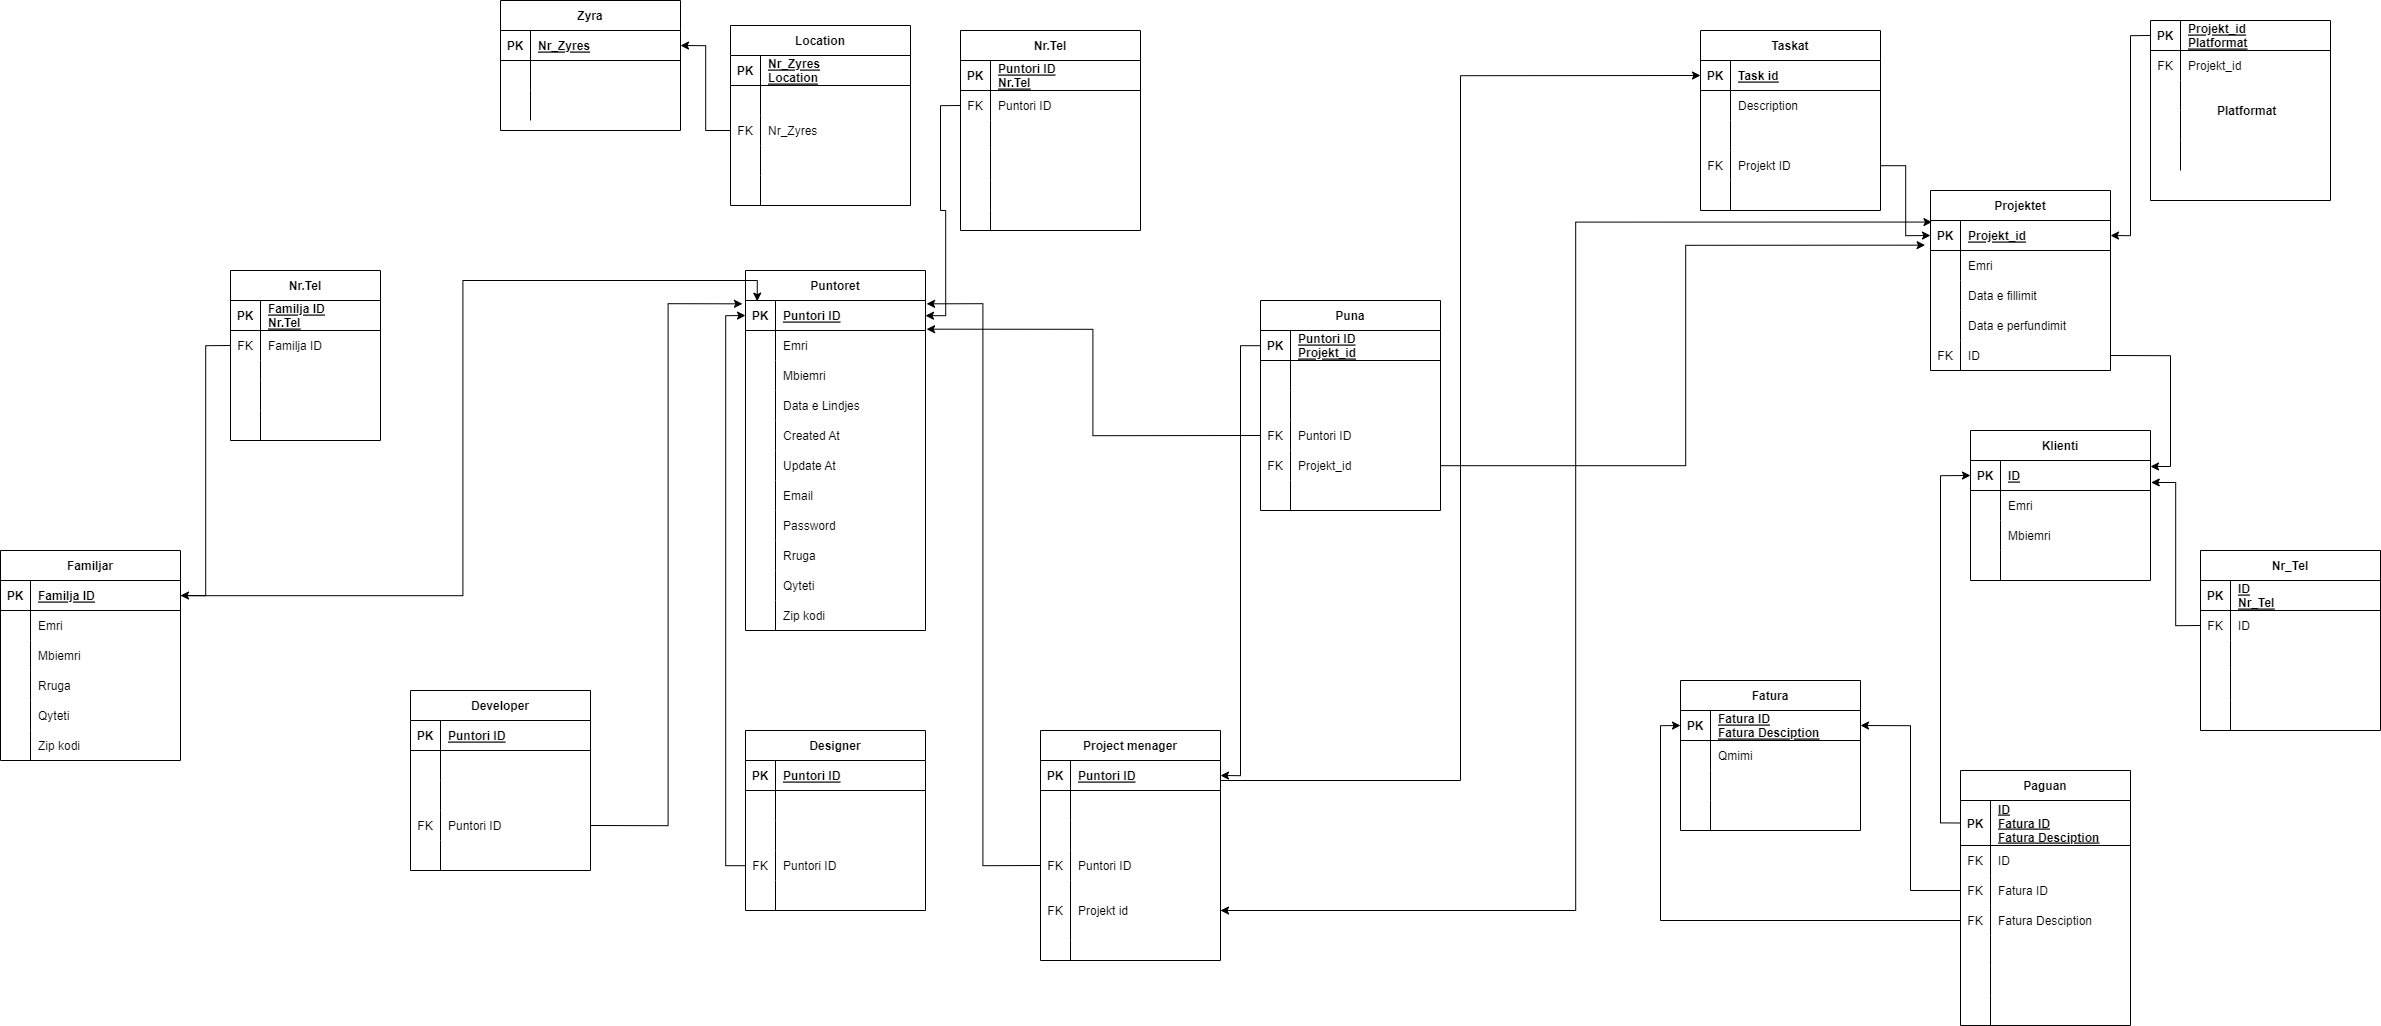 Zyra
PK Nr_Zyres
Location
PK Nr_Zyres
Location
FK Nr_Zyres
Nr.Tel
PK Puntori ID
Nr.Tel
FK Puntori ID
Taskat
PK Task id
Description
FK Projekt ID
PK Projekt_id
Platformat
FK Projekt_id
Platformat
Projektet
PK Projekt_id
Emri
Data e fillimit
Data e perfundimit
FK ID
Nr.Tel
PK Familja ID
Nr.Tel
FK Familja ID
Puntoret
PK Puntori ID
Emri
Mbiemri
Data e Lindjes
Created At
Update At
Email
Password
Rruga
Qyteti
Zip kodi
Puna
PK Puntori ID
Projekt_id
FK Puntori ID
FK Projekt_id
Klienti
PK ID
Emri
Mbiemri
Familjar
PK Familja ID
Emri
Mbiemri
Rruga
Qyteti
Zip kodi
Nr_Tel
PK ID
Nr_Tel
FK ID
Developer
PK Puntori ID
FK Puntori ID
Designer
PK Puntori ID
FK Puntori ID
Project menager
PK Puntori ID
FK Puntori ID
FK Projekt id
Fatura
PK Fatura ID
Fatura Desciption
Qmimi
Paguan
PK ID
Fatura ID
Fatura Desciption
FK ID
FK Fatura ID
FK Fatura Desciption